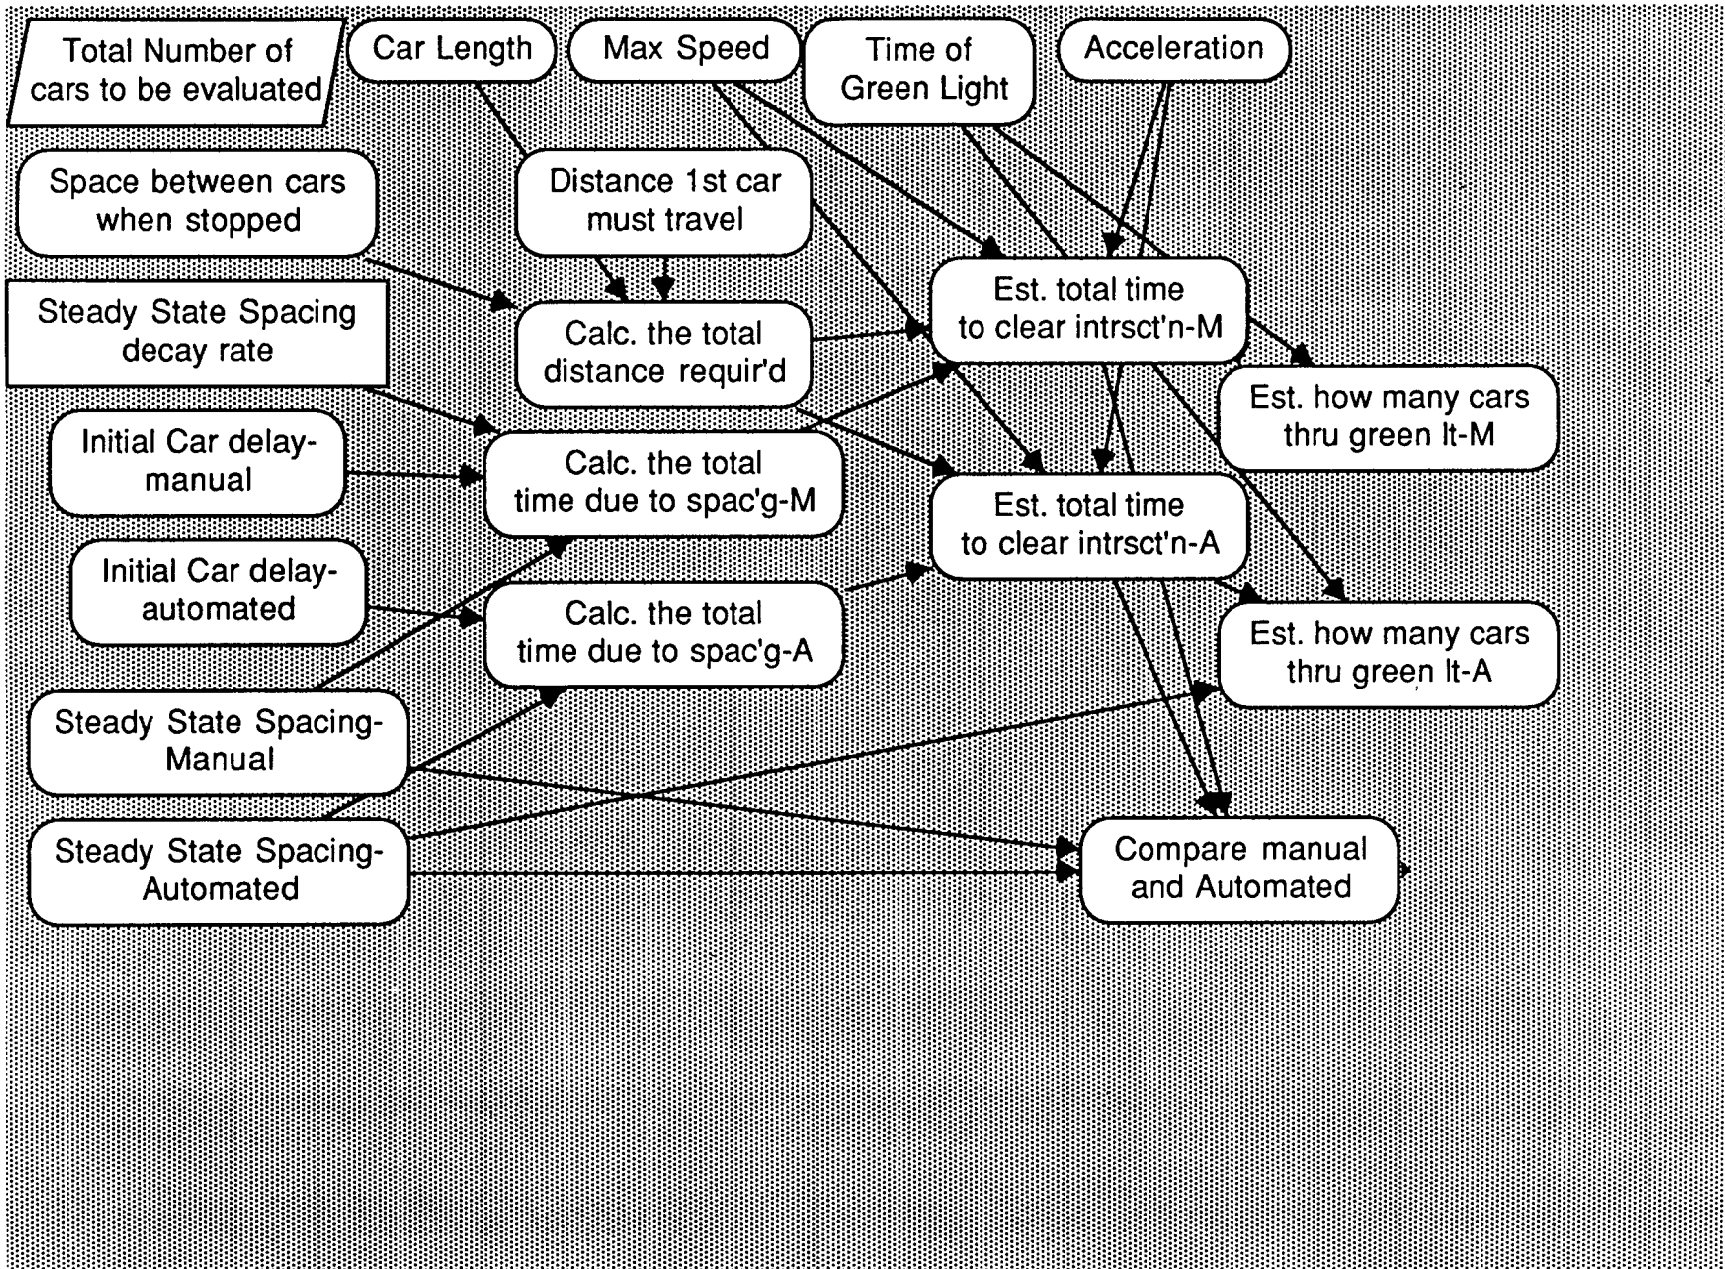 Total Number of
cars to be evaluated
Car Length
Max Speed
Time of
Green Light
Acceleration
Space between cars
when stopped
Distance 1st car
must travel
Steady State Spacing
decay rate
Calc. the total
distance requir'd
Est. total time
to clear intrsct'n-M
Est. how many cars
thru green lt-M
Initial Car delay-
manual
Calc. the total
time due to spac'g-M
Est. total time
to clear intrsct'n-A
Initial Car delay-
automated
Calc. the total
time due to spac'g-A
Est. how many cars
thru green lt-A
Steady State Spacing-
Manual
Steady State Spacing-
Automated
Compare manual
and Automated